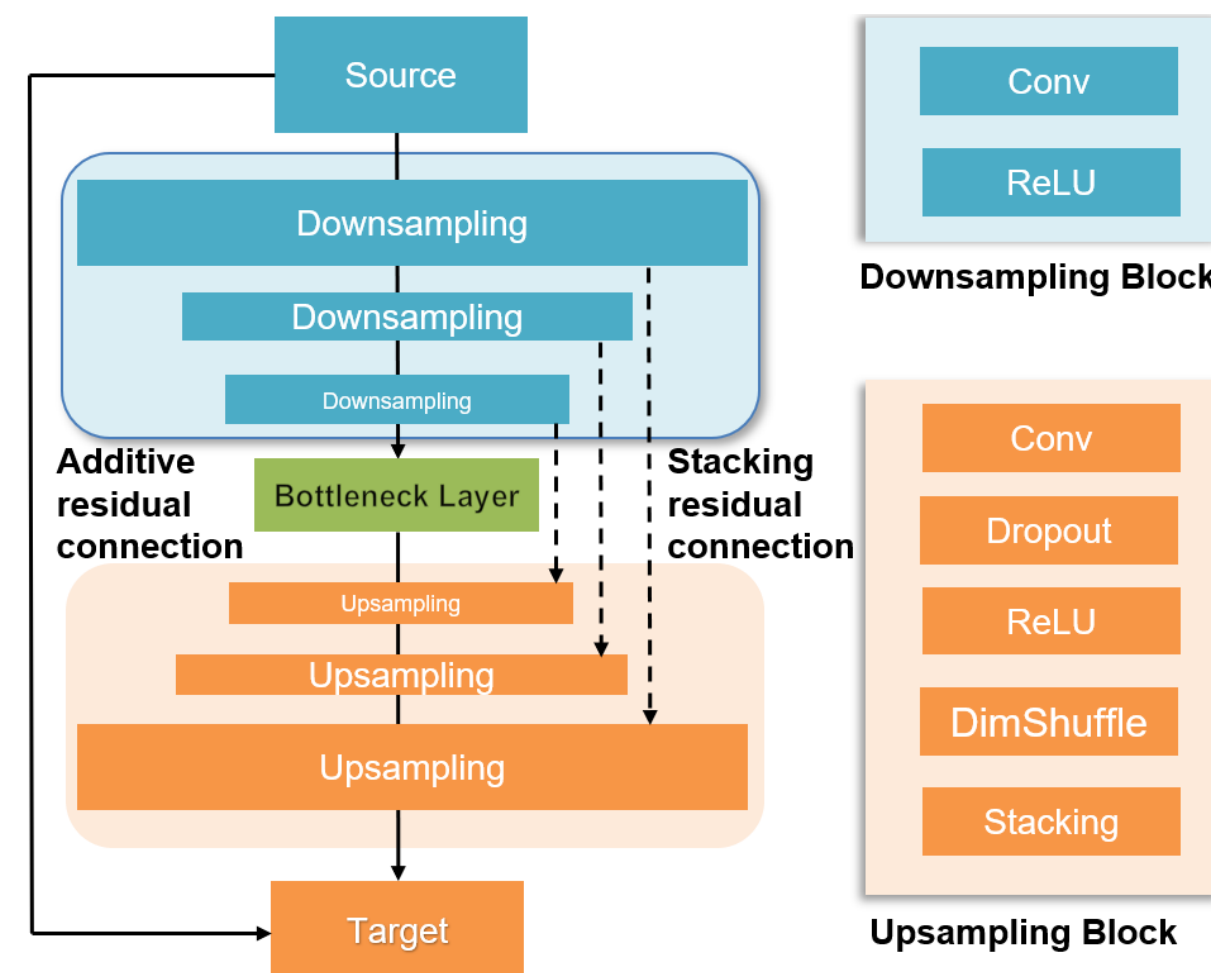 Source
Downsampling
Downsampling
Downsampling
Additive
residual
connection
Bottleneck Layer
Stacking
residual
connection
Upsampling
Upsampling
Upsampling
Target
Conv
ReLU
Downsampling Block
Conv
Dropout
ReLU
DimShuffle
Stacking
Upsampling Block